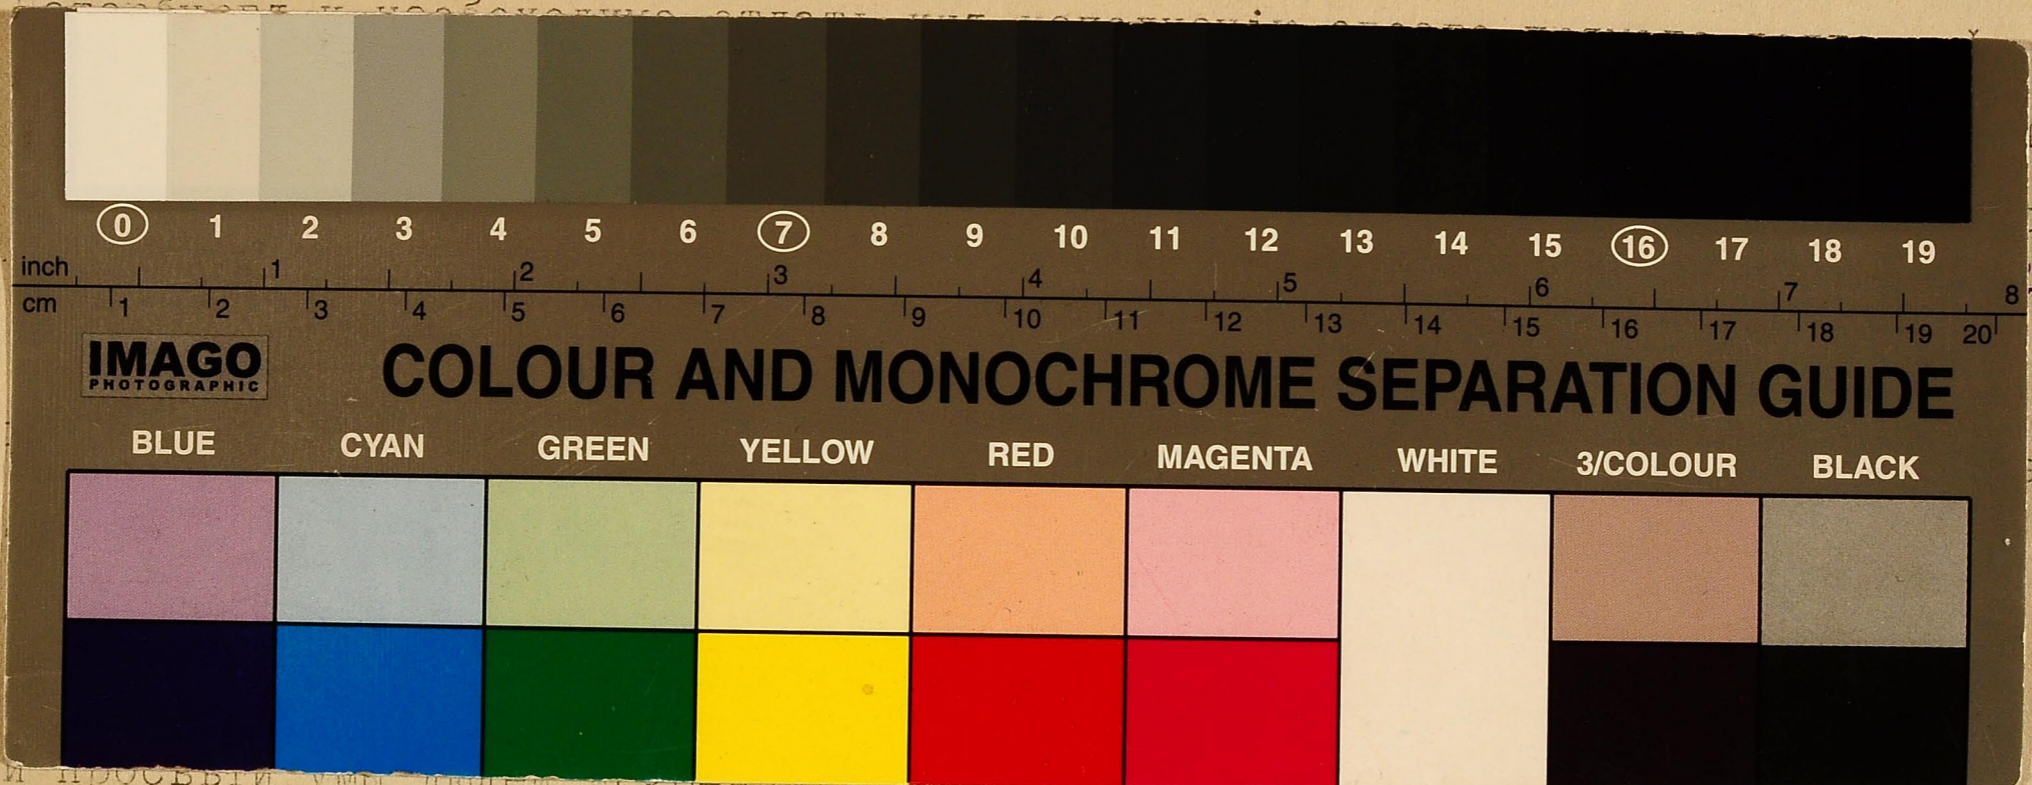 0 1 2 3 4 5 6 7 8 9 10 11 12 13 14 15 16 17 18 19
inch 1 2 3 4 5 6 7 8
cm 1 2 3 4 5 6 7 8 9 10 11 12 13 14 15 16 17 18 19 20
IMAGO
PHOTOGRAPHIC
COLOUR AND MONOCHROME SEPARATION GUIDE
BLUE CYAN GREEN YELLOW RED MAGENTA WHITE 3/COLOUR BLACK